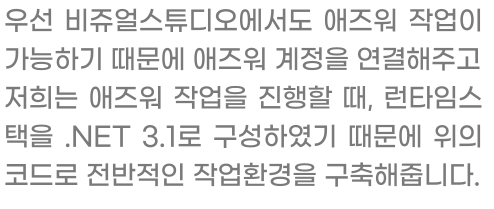 우선 비쥬얼스튜디오에서도 애즈워 작업이
가능하기 때문에 애즈워 계정을 연결해주고
저희는 애즈워 작업을 진행할 때, 런타임스
택을 .NET 3.1로 구성하였기 때문에 위의
코드로 전반적인 작업환경을 구축해줍니다.